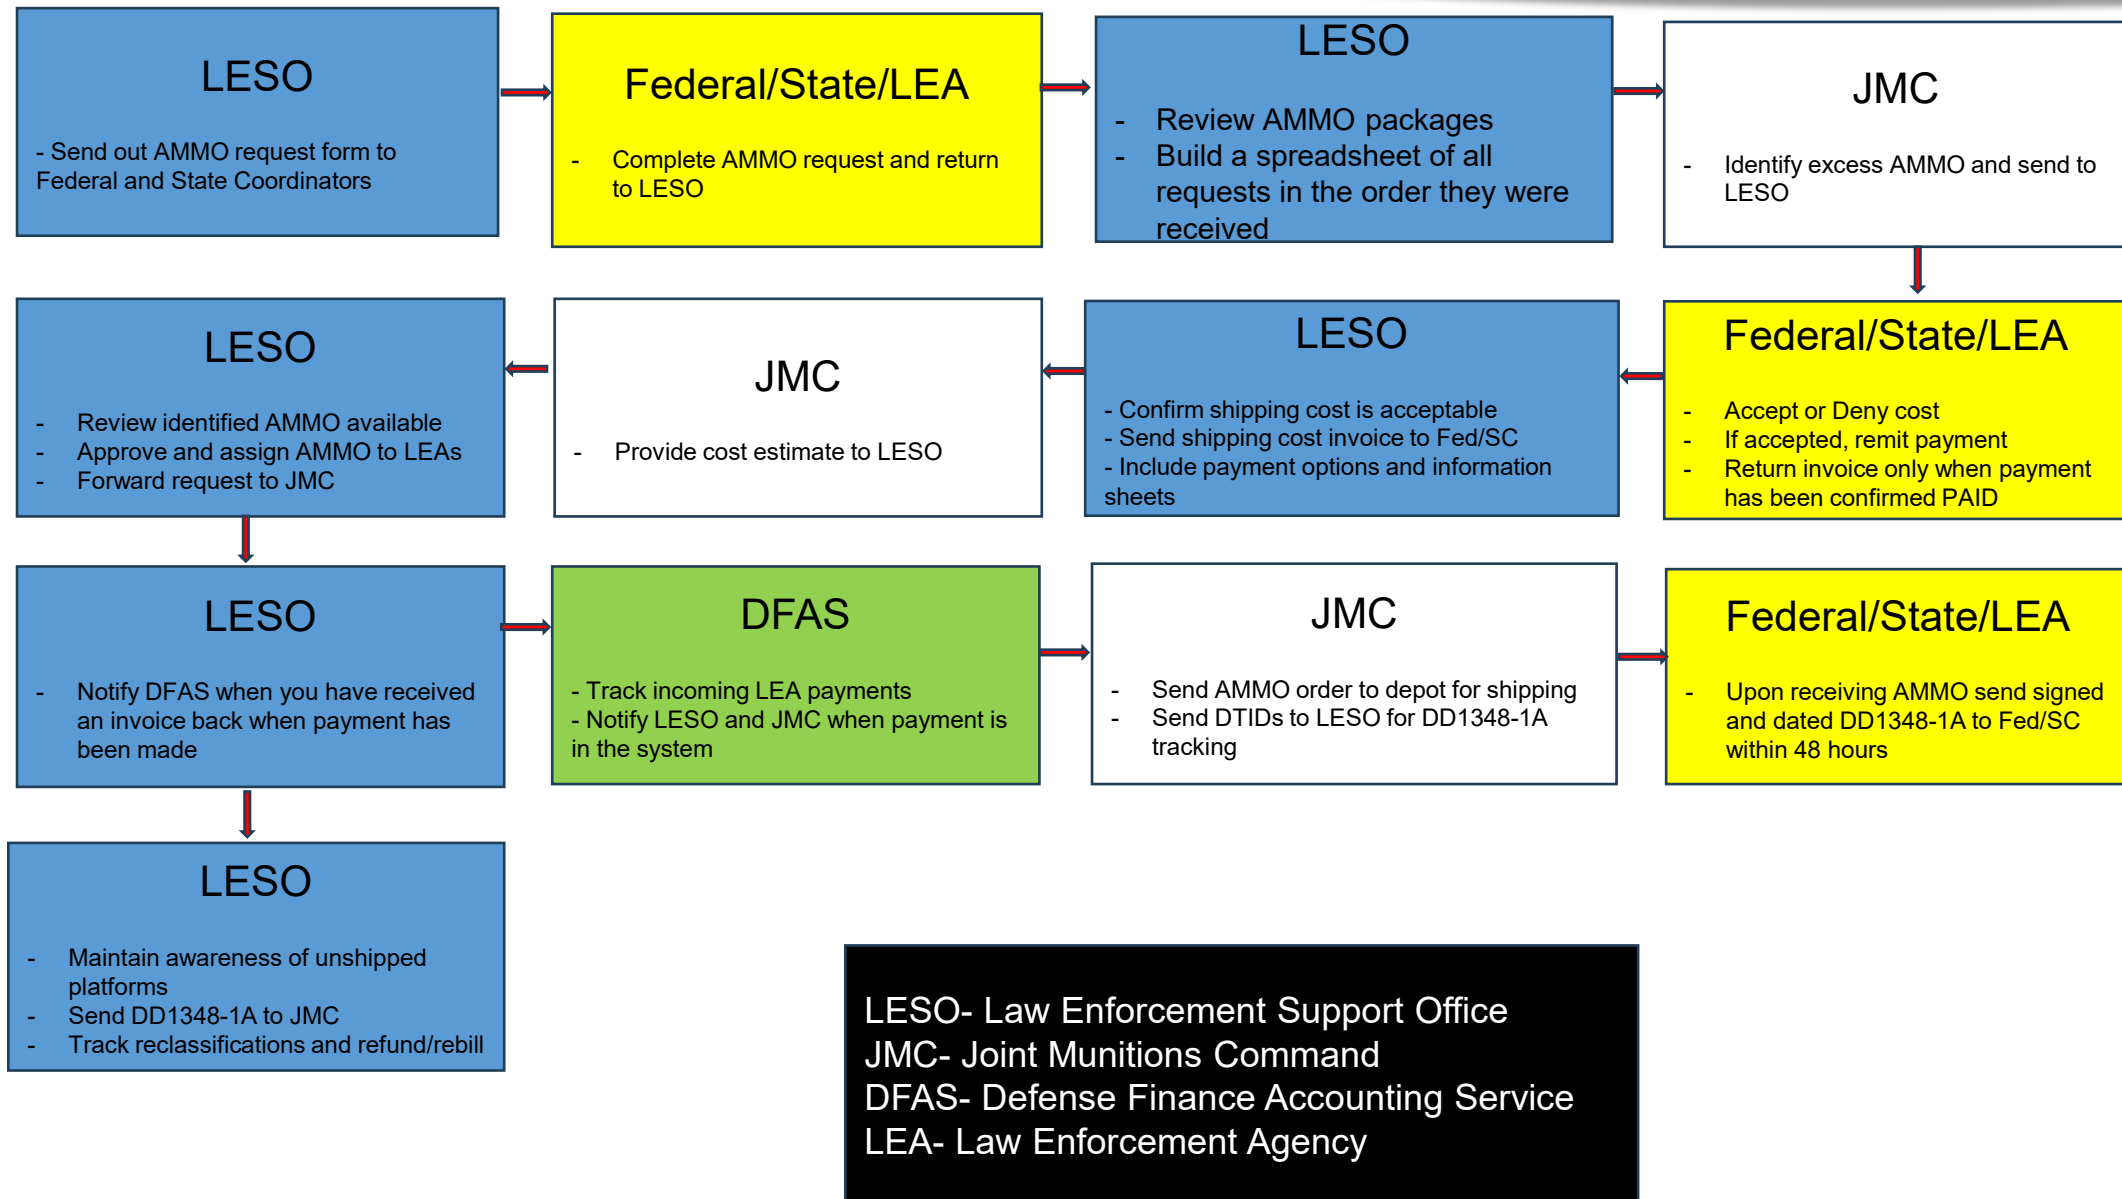 LESO
- Send out AMMO request form to
Federal and State Coordinators
Federal/State/LEA
- Complete AMMO request and return
to LESO
LESO
- Review AMMO packages
- Build a spreadsheet of all
requests in the order they were
received
JMC
- Identify excess AMMO and send to
LESO
LESO
- Review identified AMMO available
- Approve and assign AMMO to LEAs
- Forward request to JMC
JMC
- Provide cost estimate to LESO
LESO
- Confirm shipping cost is acceptable
- Send shipping cost invoice to Fed/SC
- Include payment options and information
sheets
Federal/State/LEA
- Accept or Deny cost
- If accepted, remit payment
- Return invoice only when payment
has been confirmed PAID
LESO
- Notify DFAS when you have received
an invoice back when payment has
been made
DFAS
- Track incoming LEA payments
- Notify LESO and JMC when payment is
in the system
JMC
- Send AMMO order to depot for shipping
- Send DTIDs to LESO for DD1348-1A
tracking
Federal/State/LEA
- Upon receiving AMMO send signed
and dated DD1348-1A to Fed/SC
within 48 hours
LESO
- Maintain awareness of unshipped
platforms
- Send DD1348-1A to JMC
- Track reclassifications and refund/rebill
LESO- Law Enforcement Support Office
JMC- Joint Munitions Command
DFAS- Defense Finance Accounting Service
LEA- Law Enforcement Agency